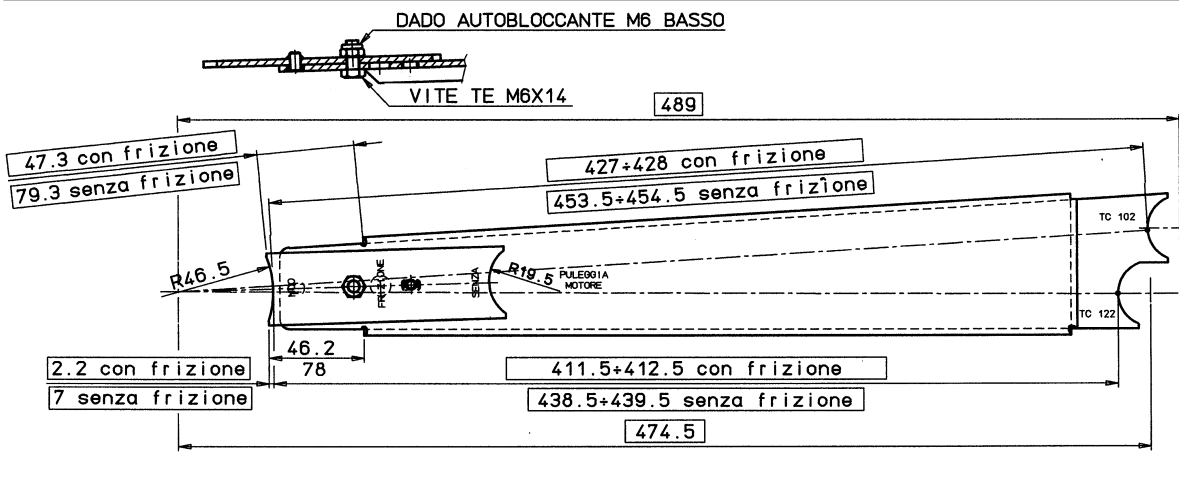 DADO AUTOBLOCCANTE M6 BASSO
VITE TE M6X14
489
47.3 con frizione
79.3 senza frizione
427÷428 con frizione
453.5÷454.5 senza frizione
TC 102
R46.5
FRIZIONE
SENZA
R19.5
PULEGGIA
MOTORE
TC 122
46.2
78
2.2 con frizione
7 senza frizione
411.5÷412.5 con frizione
438.5÷439.5 senza frizione
474.5